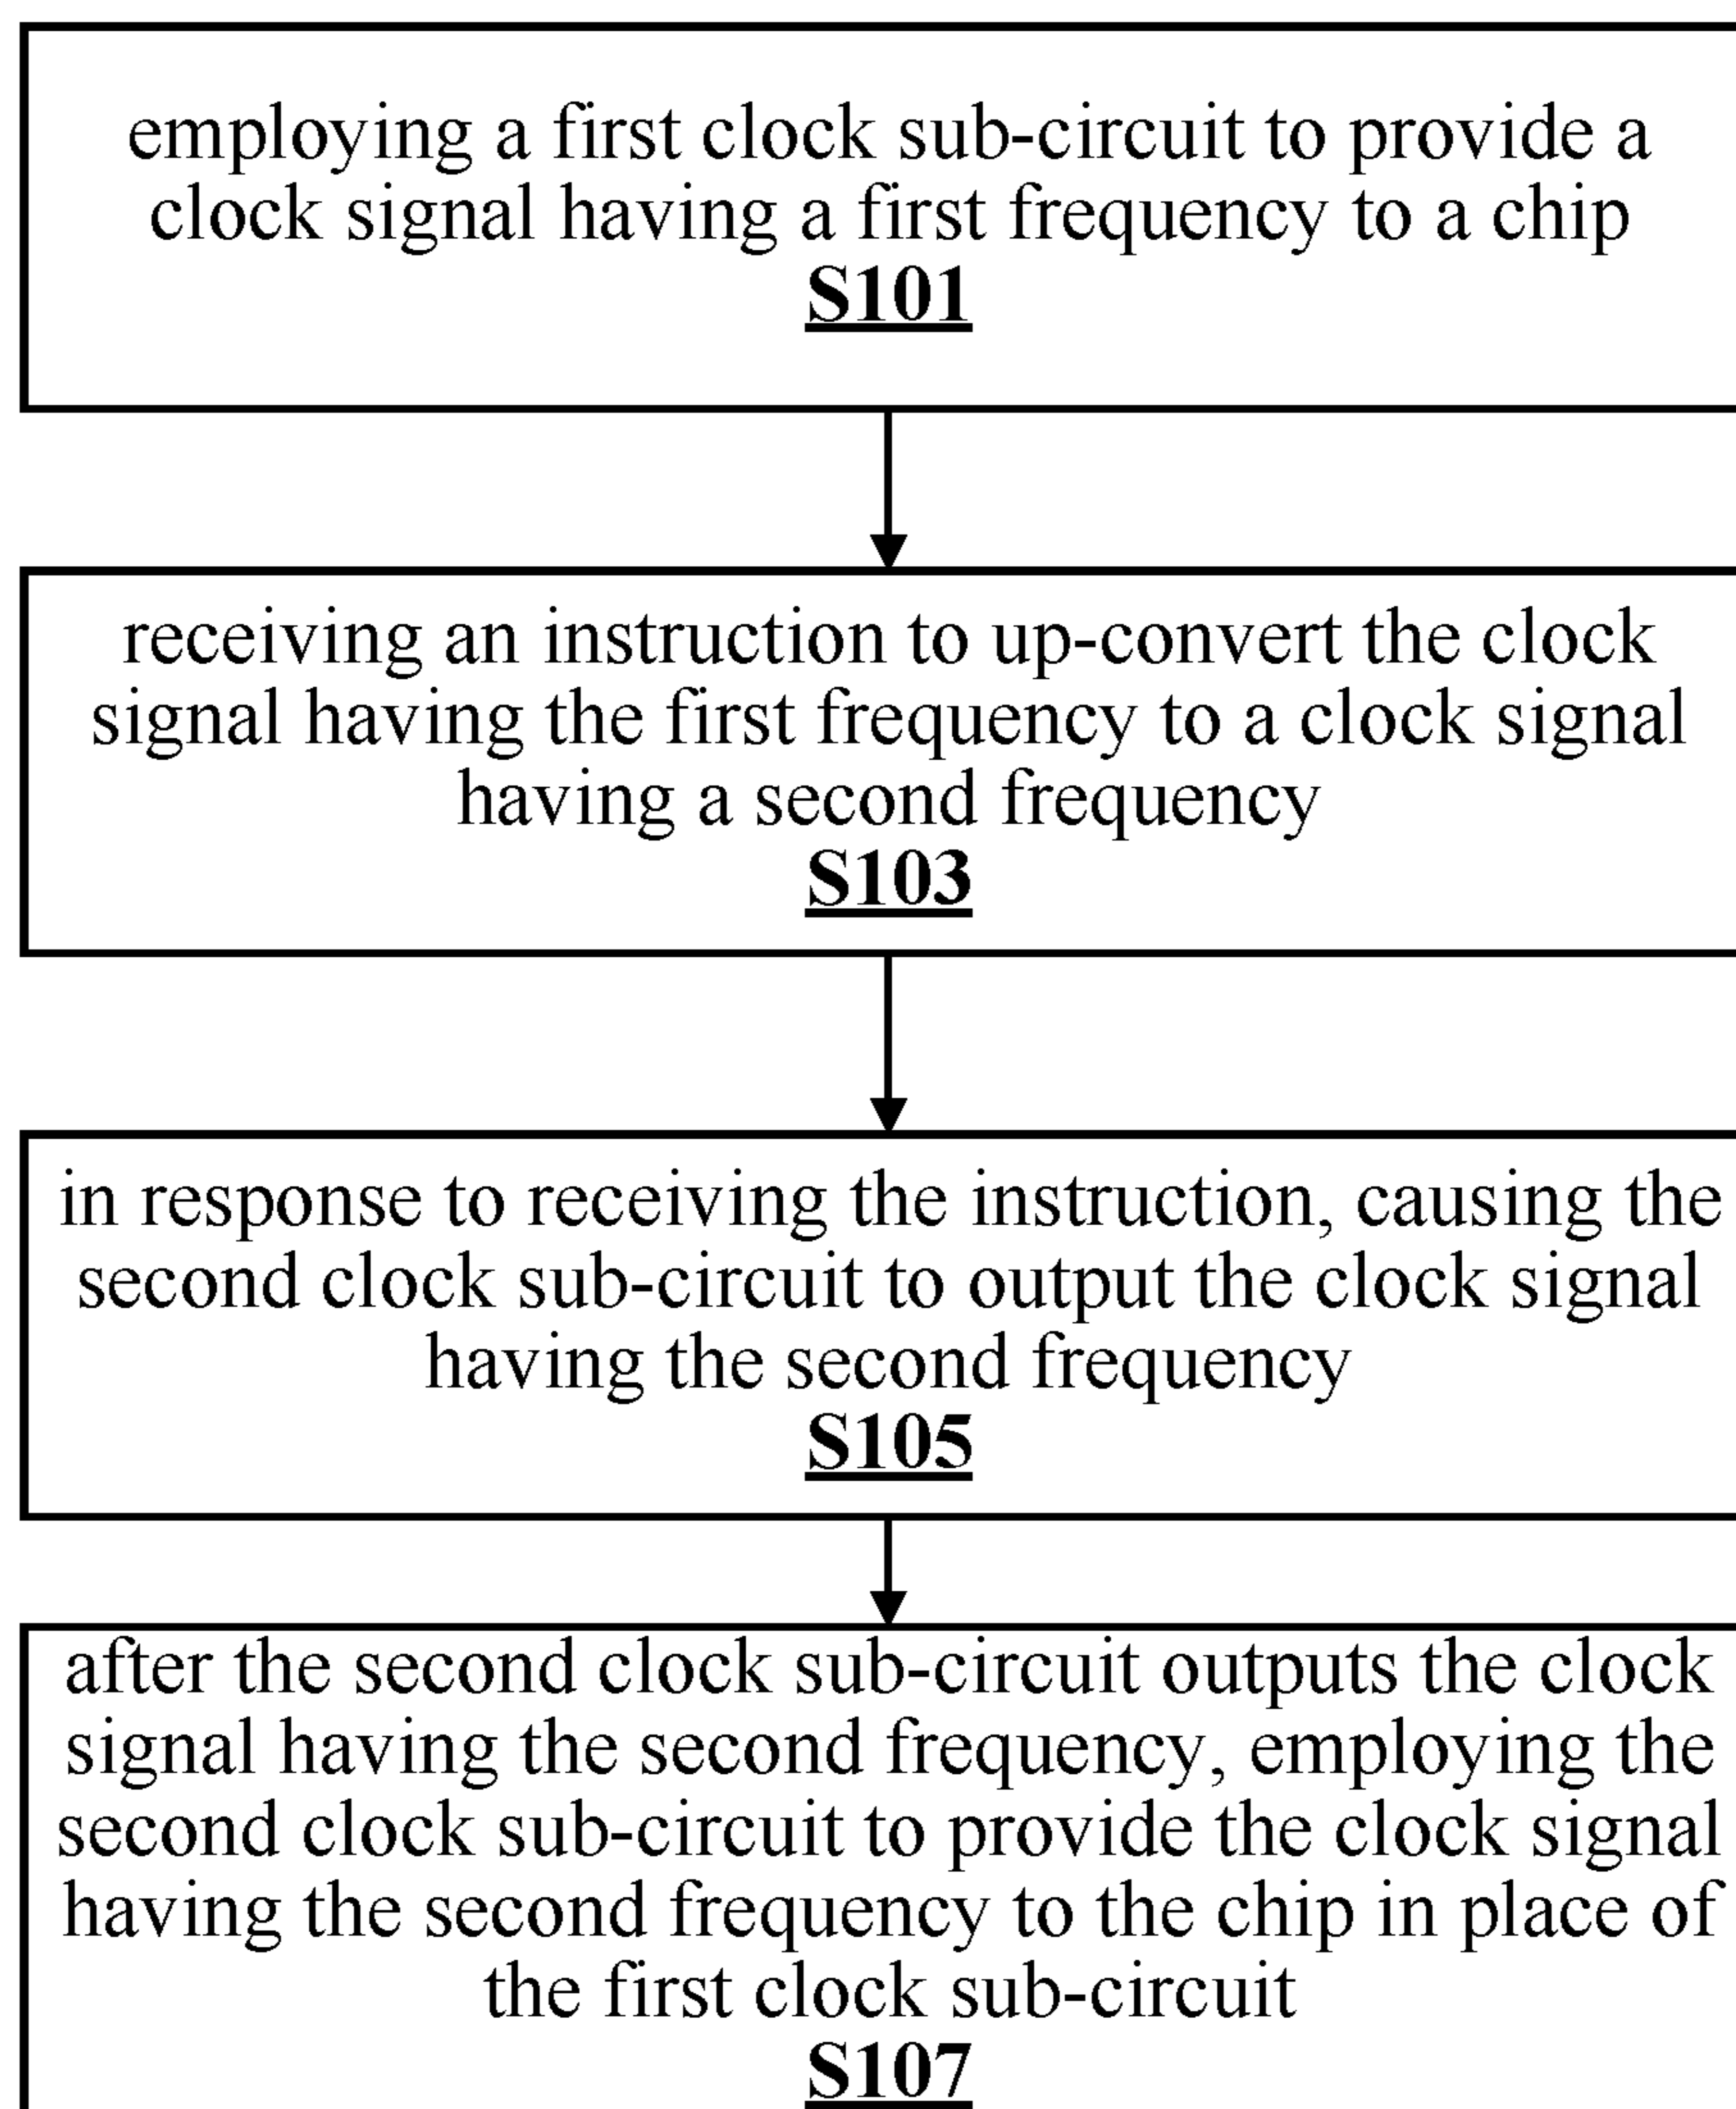 employing a first clock sub-circuit to provide a
clock signal having a first frequency to a chip
S101
receiving an instruction to up-convert the clock
signal having the first frequency to a clock signal
having a second frequency
S103
in response to receiving the instruction, causing the
second clock sub-circuit to output the clock signal
having the second frequency
S105
after the second clock sub-circuit outputs the clock
signal having the second frequency, employing the
second clock sub-circuit to provide the clock signal
having the second frequency to the chip in place of
the first clock sub-circuit
S107